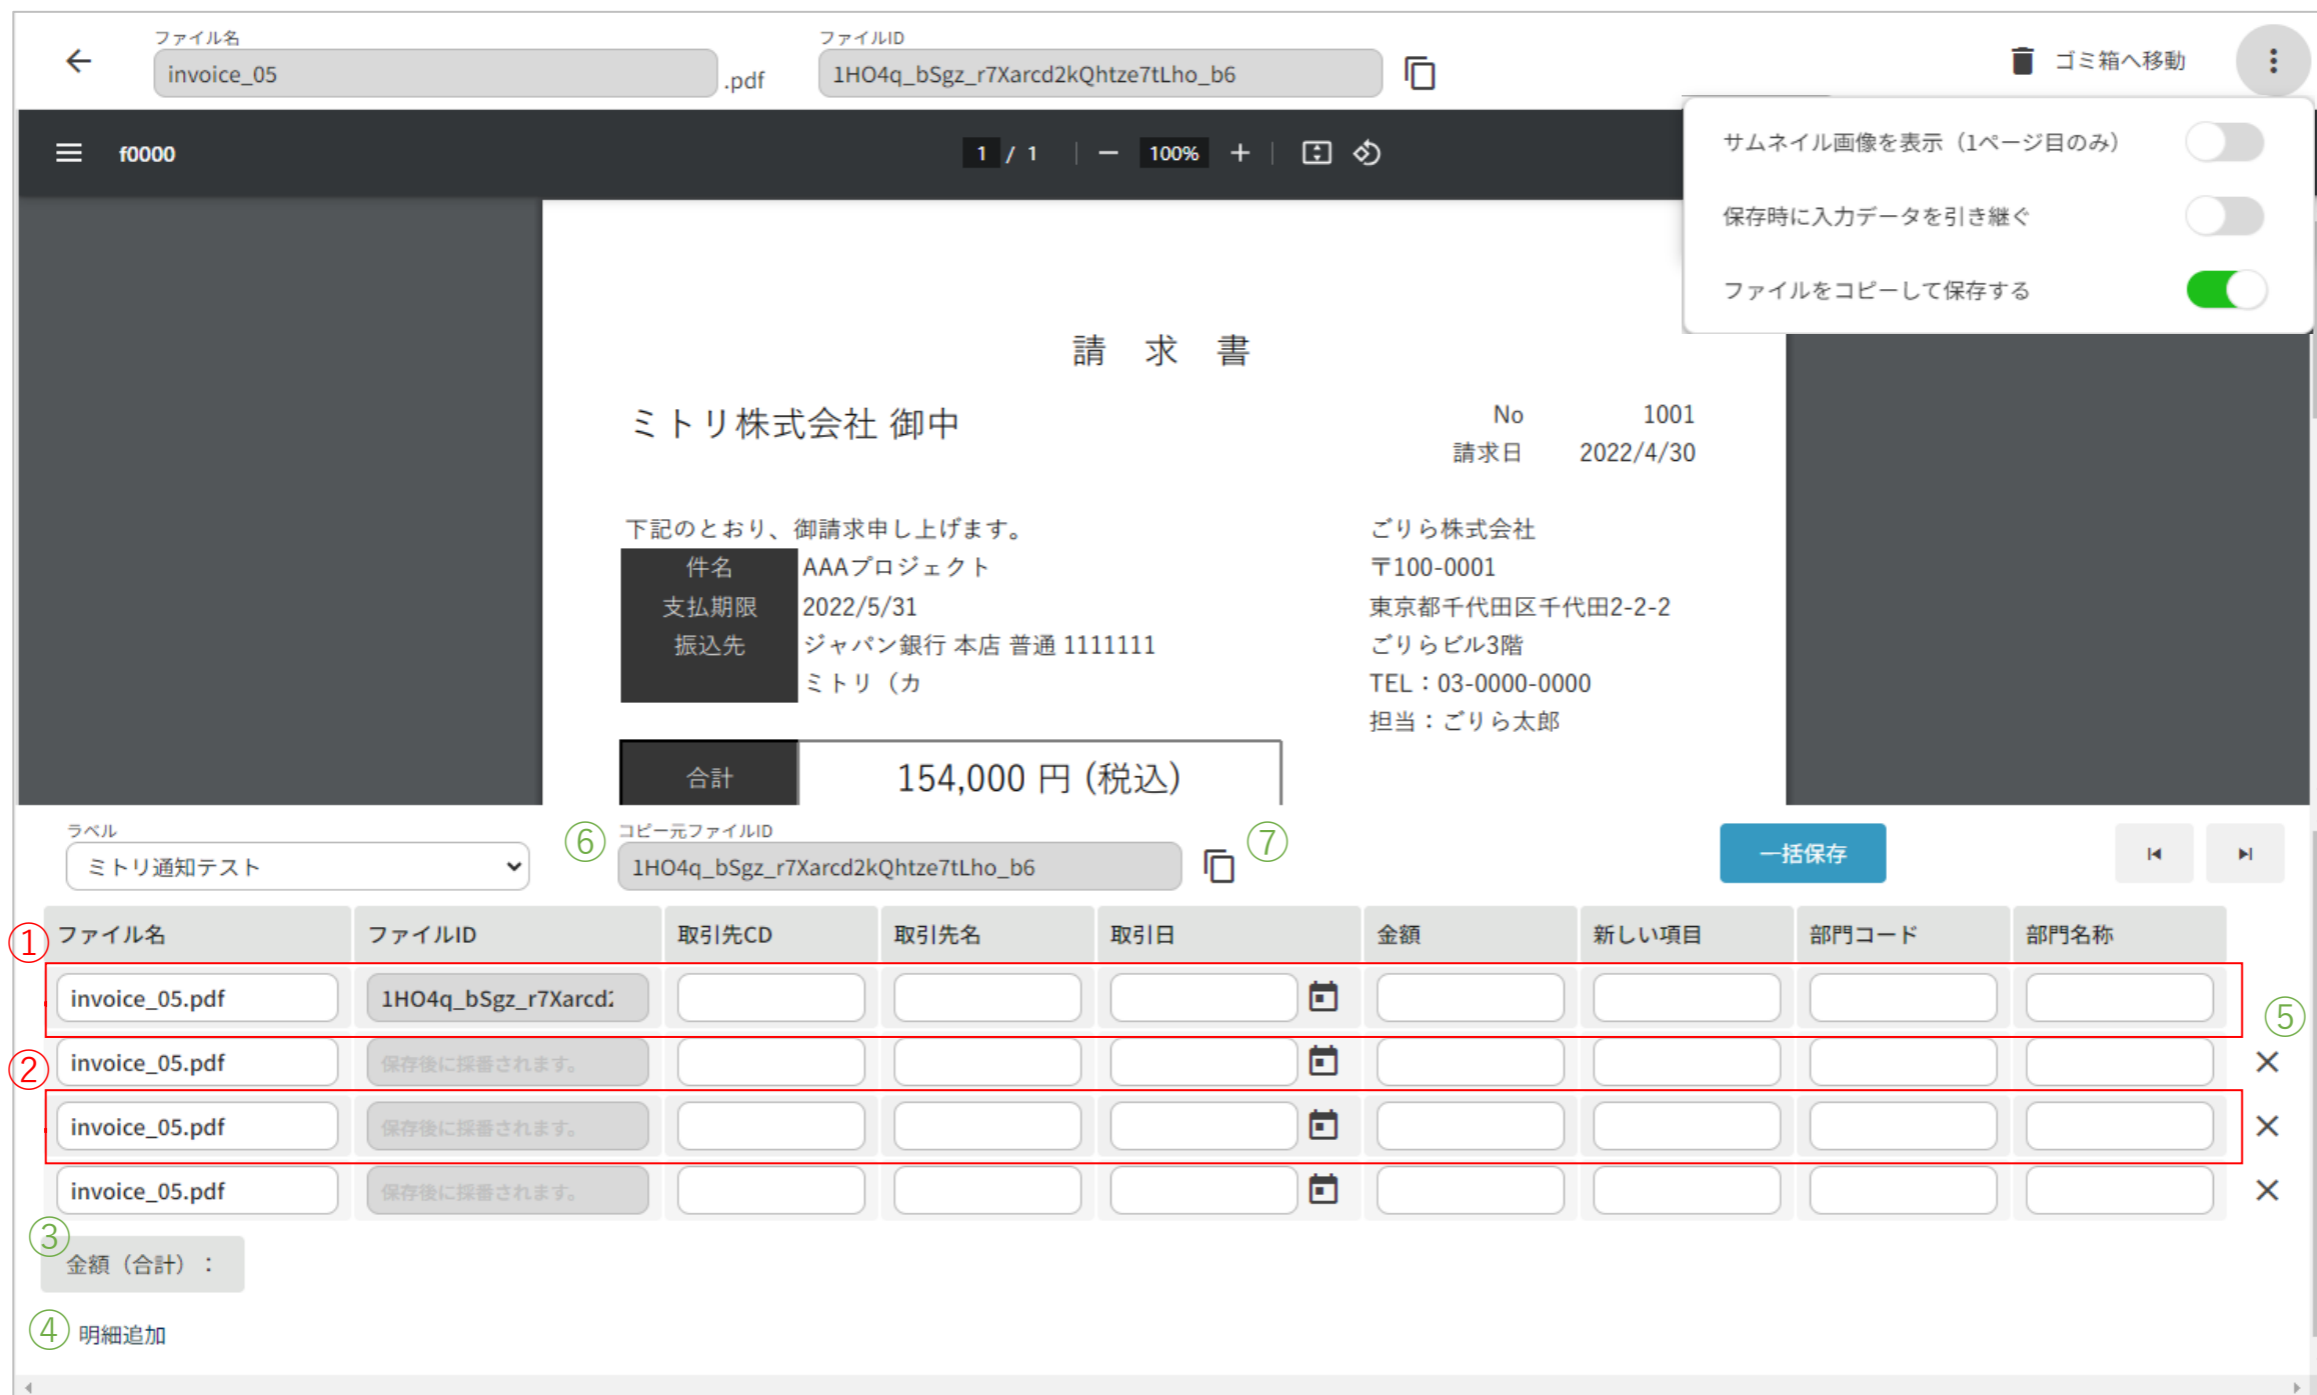 ファイル名
invoice_05
.pdf
ファイルID
1HO4q_bSgz_r7Xarcd2kQhtze7tLho_b6
ゴミ箱へ移動
サムネイル画像を表示（1ページ目のみ）
保存時に入力データを引き継ぐ
ファイルをコピーして保存する
f0000
1 / 1
100%
請 求 書
ミトリ株式会社 御中
No 1001
請求日 2022/4/30
下記のとおり、御請求申し上げます。
件名 AAAプロジェクト
支払期限 2022/5/31
振込先 ジャパン銀行 本店 普通 1111111
ミトリ（カ
ごりら株式会社
〒100-0001
東京都千代田区千代田2-2-2
ごりらビル3階
TEL：03-0000-0000
担当：ごりら太郎
合計 154,000 円 (税込)
ラベル
ミトリ通知テスト
⑥
コピー元ファイルID
1HO4q_bSgz_r7Xarcd2kQhtze7tLho_b6
⑦
一括保存
①
ファイル名 ファイルID 取引先CD 取引先名 取引日 金額 新しい項目 部門コード 部門名称
invoice_05.pdf 1HO4q_bSgz_r7Xarcd2
⑤
②
invoice_05.pdf 保存後に採番されます。
invoice_05.pdf 保存後に採番されます。
invoice_05.pdf 保存後に採番されます。
③
金額（合計）：
④
明細追加